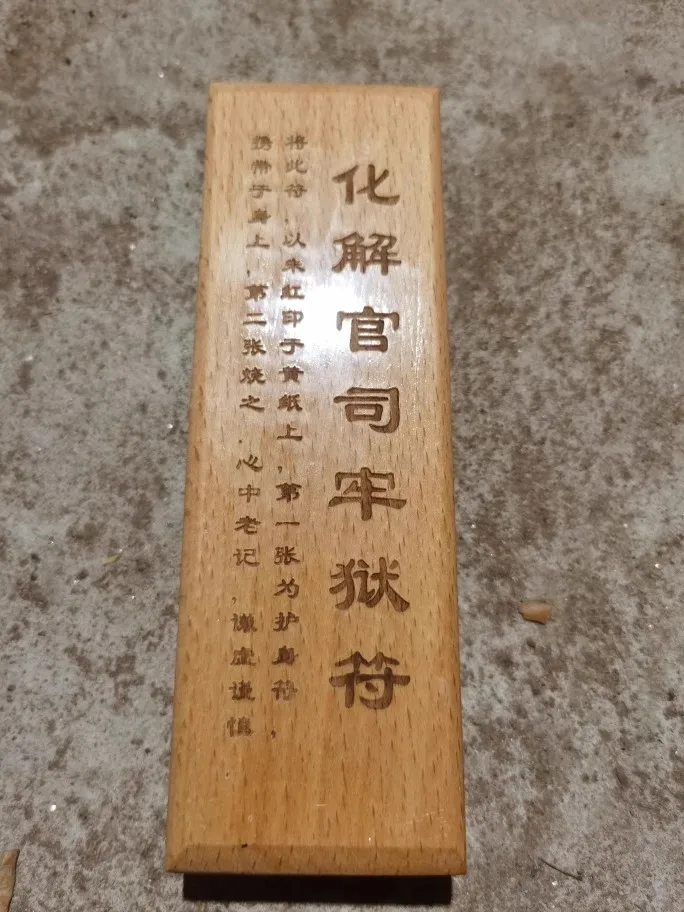 化解官司牢狱符
将此符，以朱红印于黄纸上，第一张为护身符，
携带于身上，第二张烧之，心中老记，谦虚谨慎